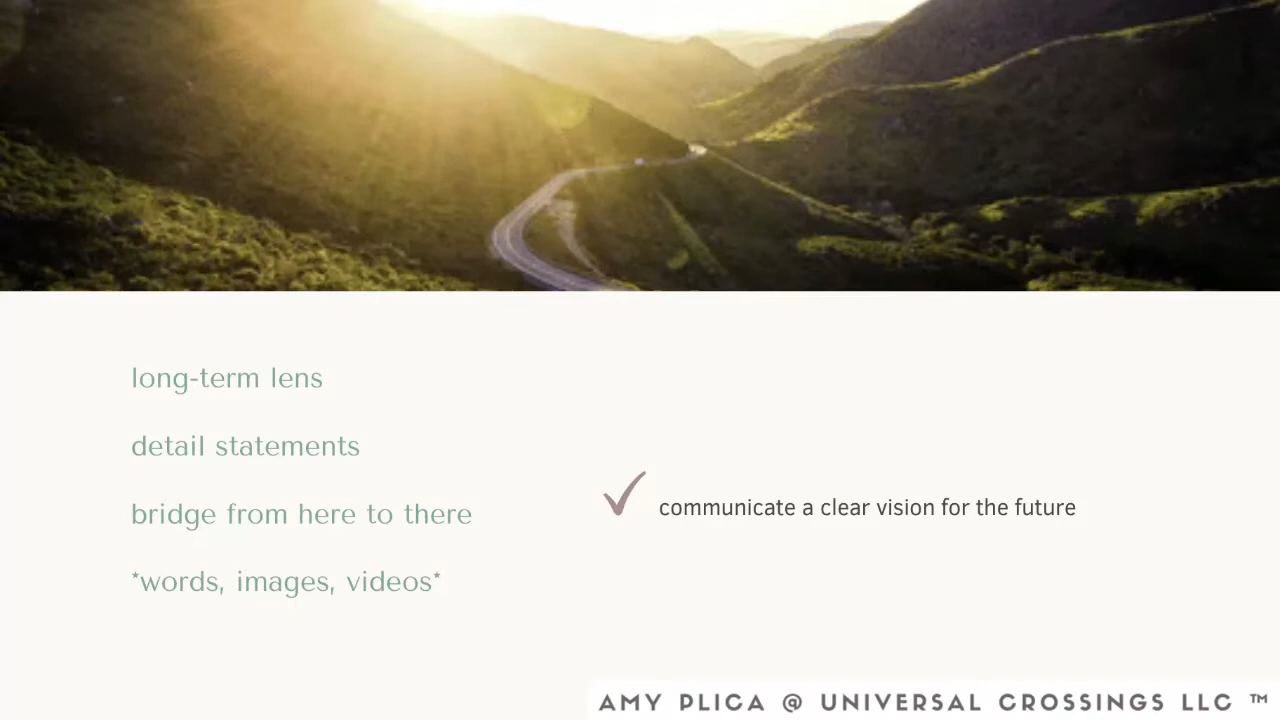 long-term lens
detail statements
bridge from here to there
*words, images, videos*
communicate a clear vision for the future
AMY PLICA @ UNIVERSAL CROSSINGS LLC ™